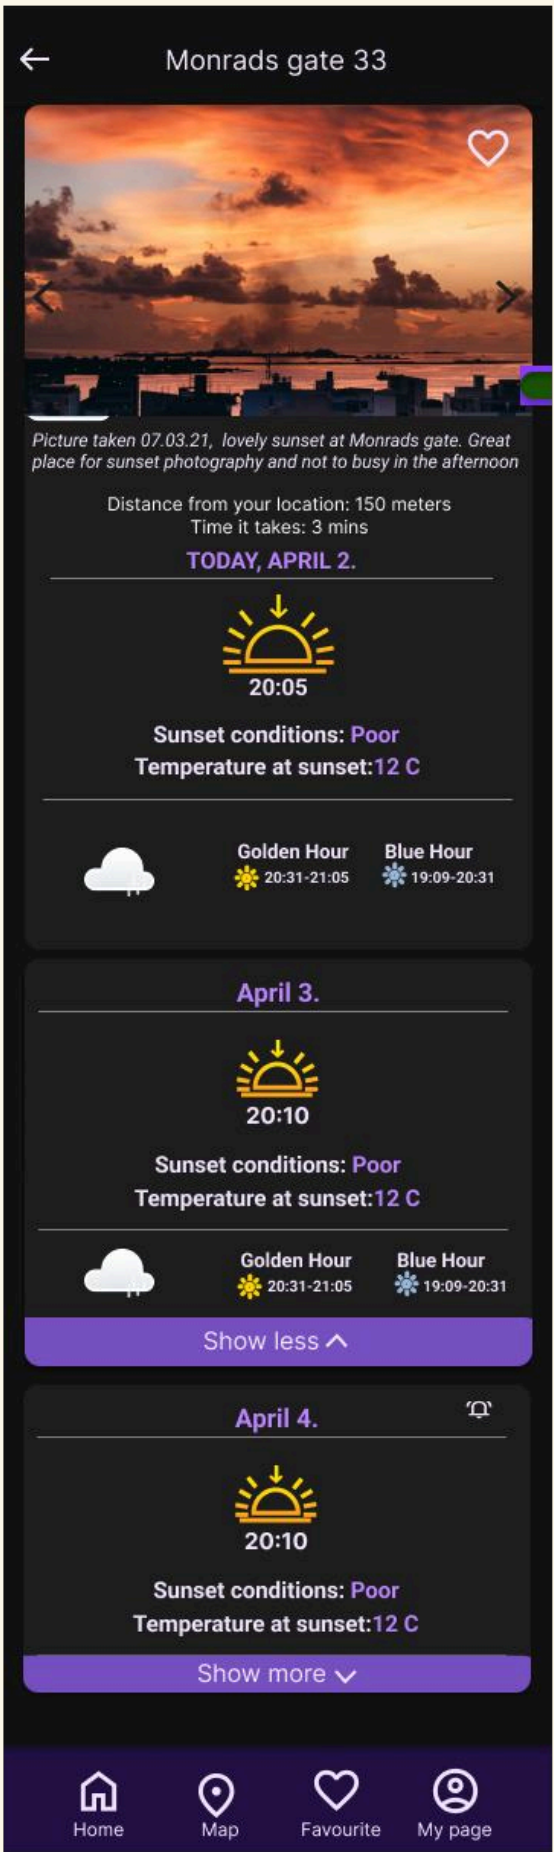 Monrads gate 33
Picture taken 07.03.21, lovely sunset at Monrads gate. Great
place for sunset photography and not to busy in the afternoon
Distance from your location: 150 meters
Time it takes: 3 mins
TODAY, APRIL 2.
20:05
Sunset conditions: Poor
Temperature at sunset:12 C
Golden Hour Blue Hour
20:31-21:05 19:09-20:31
April 3.
20:10
Sunset conditions: Poor
Temperature at sunset:12 C
Golden Hour Blue Hour
20:31-21:05 19:09-20:31
Show less
April 4.
20:10
Sunset conditions: Poor
Temperature at sunset:12 C
Show more
Home Map Favourite My page